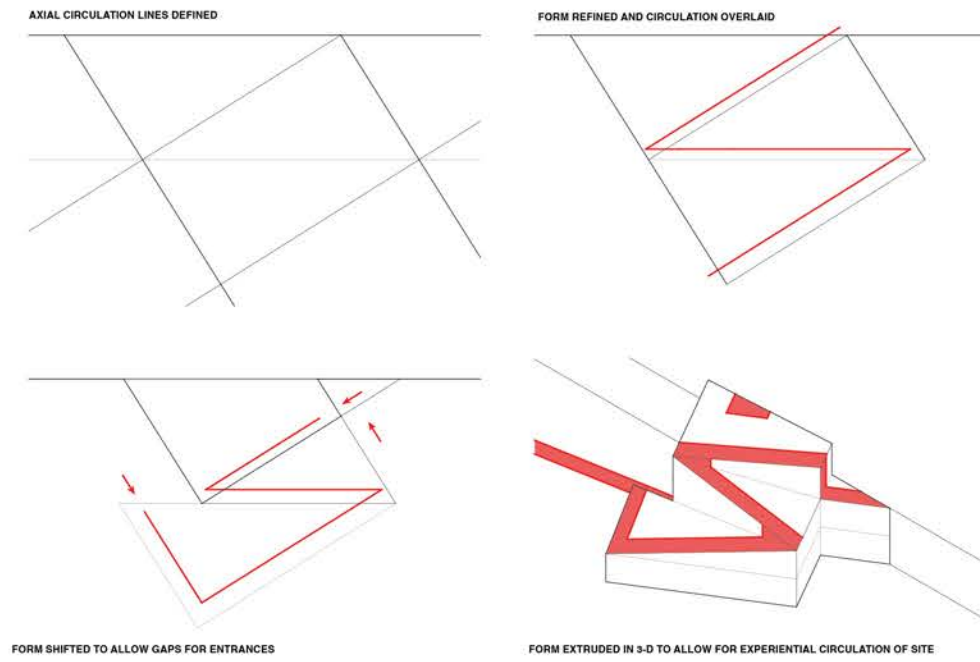 AXIAL CIRCULATION LINES DEFINED
FORM REFINED AND CIRCULATION OVERLAID
FORM SHIFTED TO ALLOW GAPS FOR ENTRANCES
FORM EXTRUDED IN 3-D TO ALLOW FOR EXPERIENTIAL CIRCULATION OF SITE